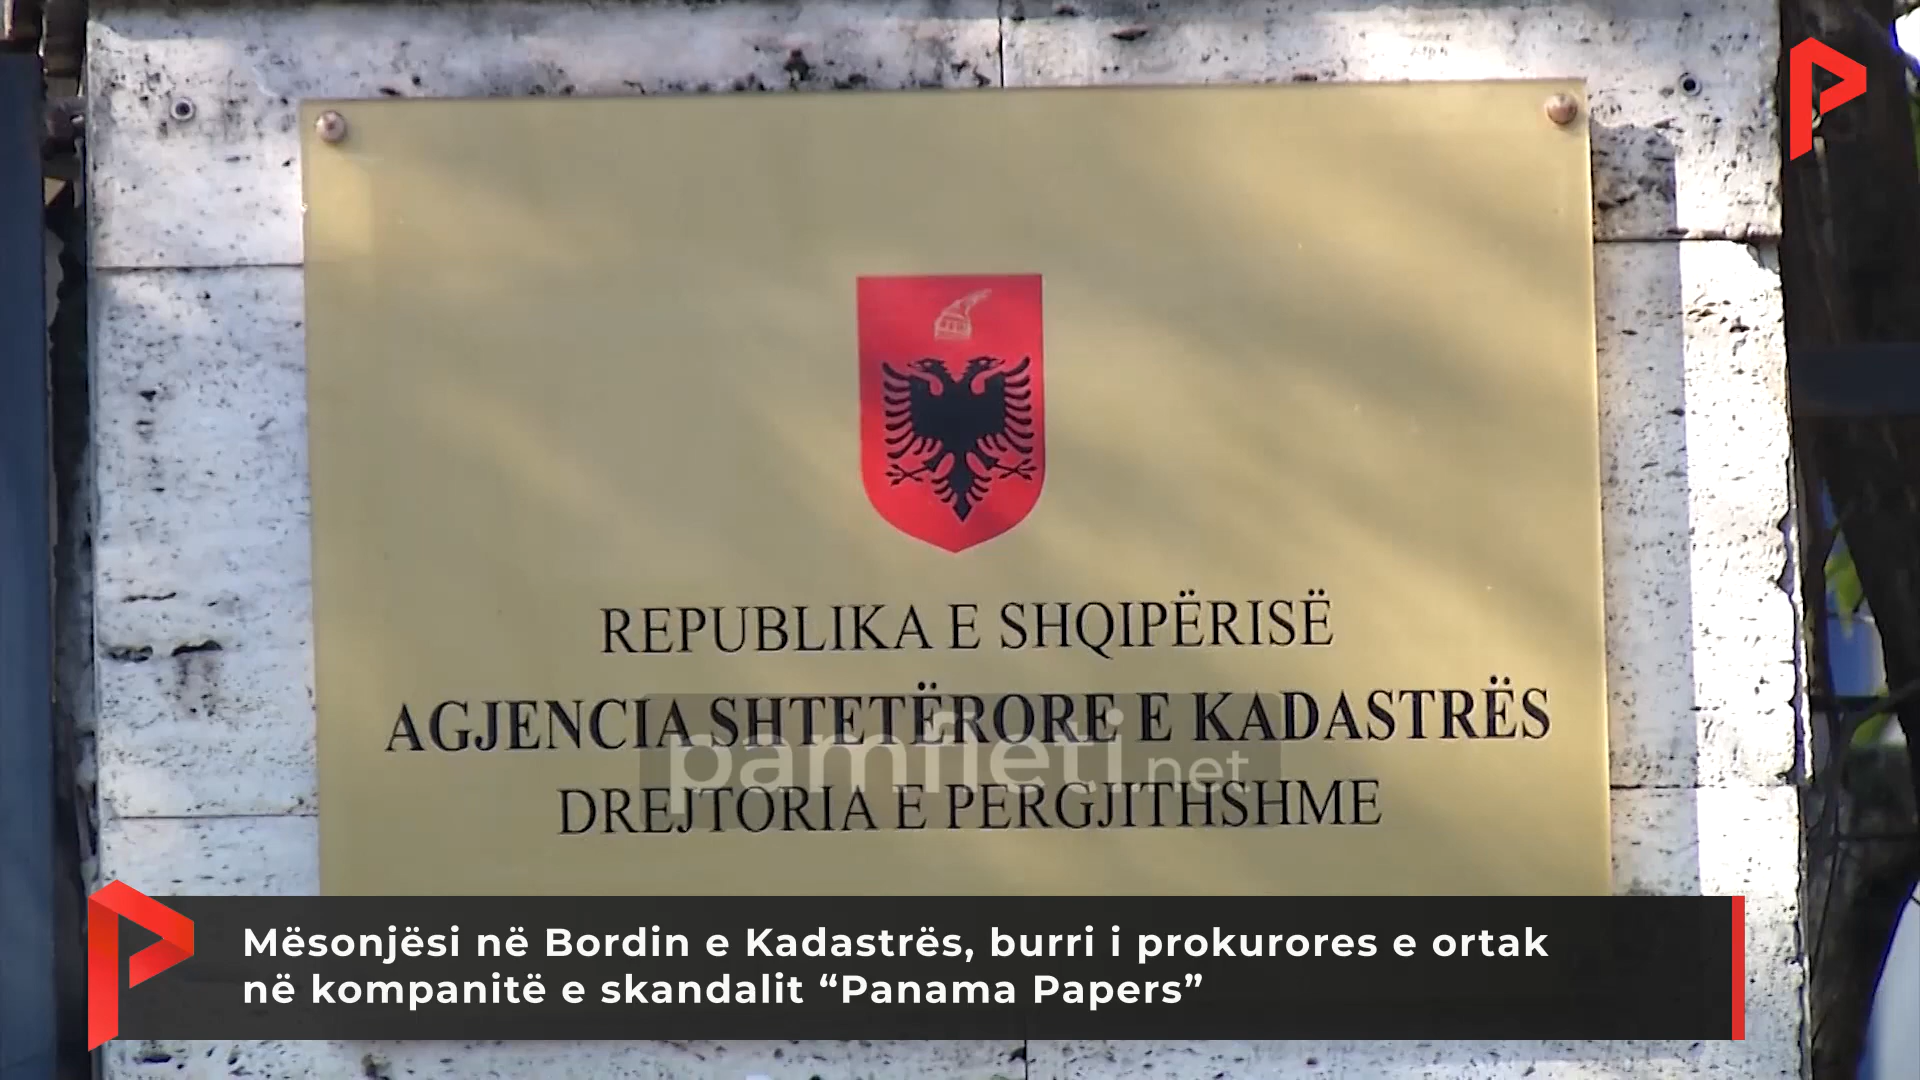 REPUBLIKA E SHQIPËRISË
AGJENCIA SHTETËRORE E KADASTRËS
pamfleti.net
DREJTORIA E PERGJITHSHME
Mësonjësi në Bordin e Kadastrës, burri i prokurores e ortak
në kompanitë e skandalit “Panama Papers”